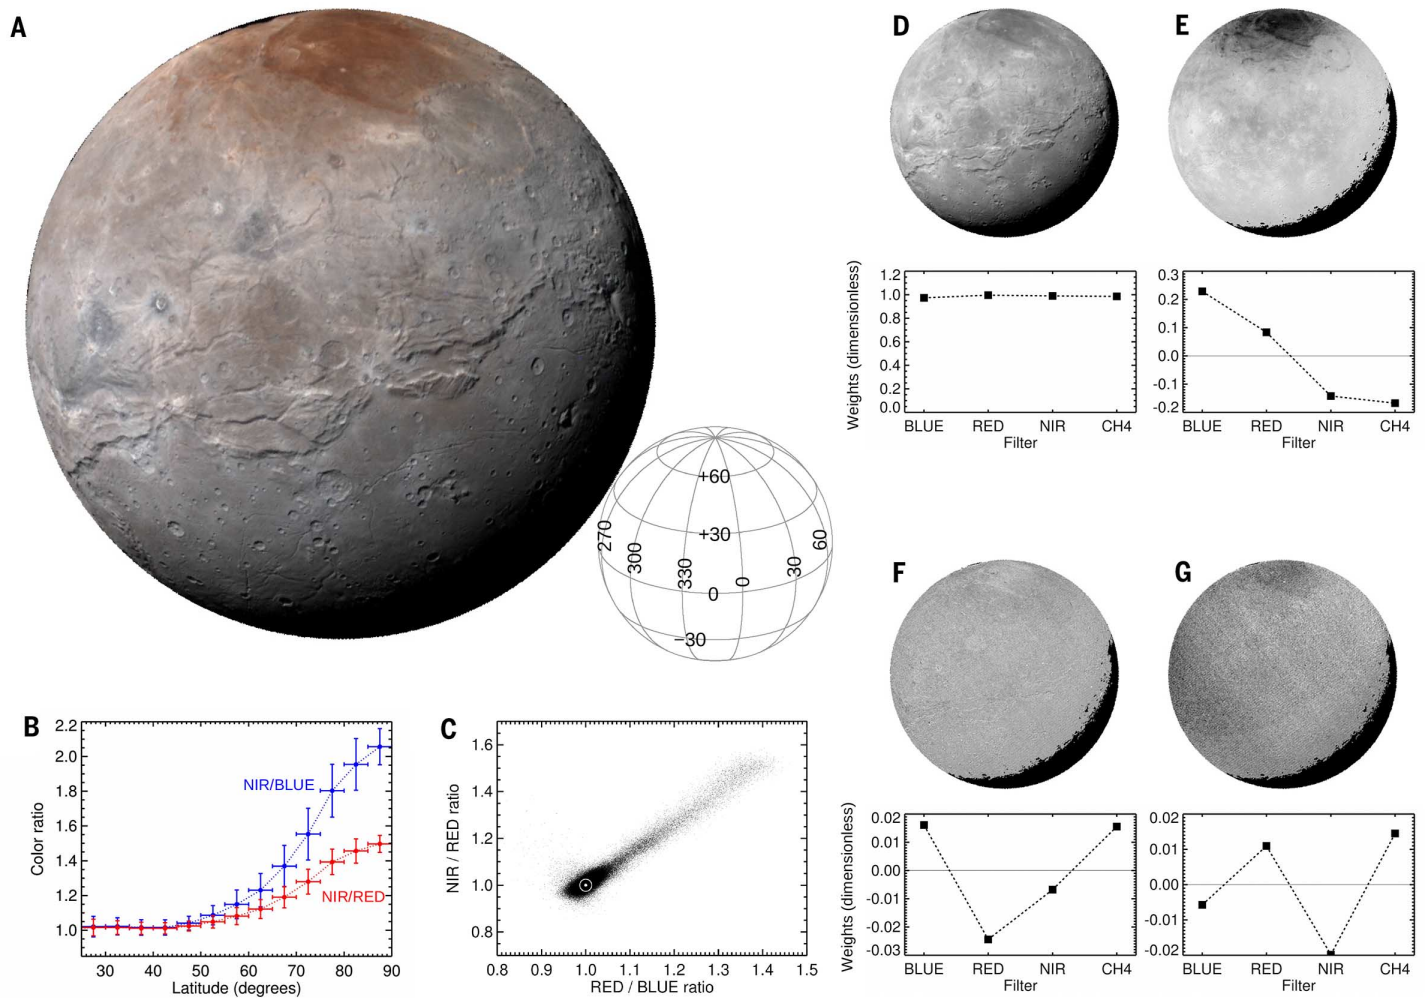 A
D
E
1.2
1.0
0.8
0.6
0.4
0.2
0.0
Weights (dimensionless)
BLUE RED NIR CH4
Filter
0.3
0.2
0.1
0.0
-0.1
-0.2
BLUE RED NIR CH4
Filter
+60
+30
0
−30
270
300
330
0
30
60
B
2.2
2.0
1.8
1.6
1.4
1.2
1.0
Color ratio
NIR/BLUE
NIR/RED
30 40 50 60 70 80 90
Latitude (degrees)
C
1.6
1.4
1.2
1.0
0.8
NIR / RED ratio
0.8 0.9 1.0 1.1 1.2 1.3 1.4 1.5
RED / BLUE ratio
F
G
0.02
0.01
0.00
-0.01
-0.02
-0.03
Weights (dimensionless)
BLUE RED NIR CH4
Filter
0.02
0.01
0.00
-0.01
-0.02
BLUE RED NIR CH4
Filter